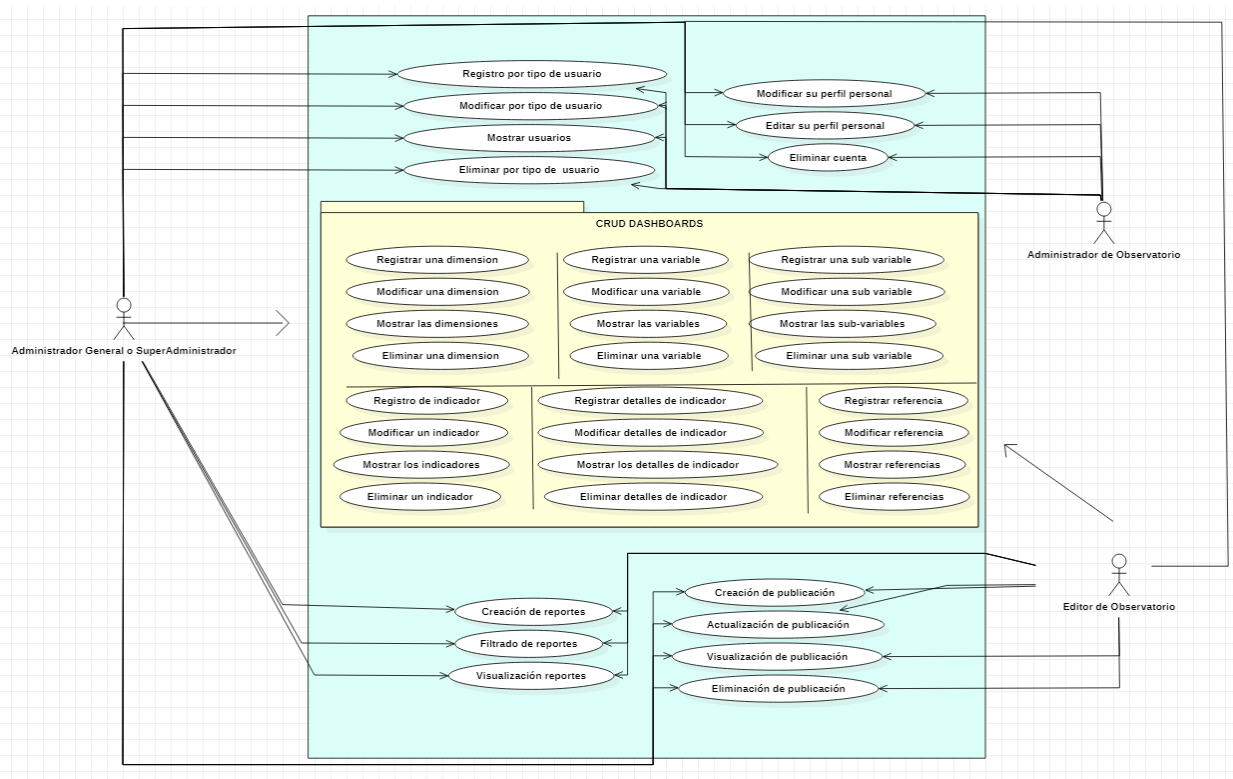 Registro por tipo de usuario
Modificar por tipo de usuario
Mostrar usuarios
Eliminar por tipo de  usuario
Modificar su perfil personal
Editar su perfil personal
Eliminar cuenta
Administrador de Observatorio
CRUD DASHBOARDS
Registrar una dimension
Modificar una dimension
Mostrar las dimensiones
Eliminar una dimension
Registrar una variable
Modificar una variable
Mostrar las variables
Eliminar una variable
Registrar una sub variable
Modificar una sub variable
Mostrar las sub-variables
Eliminar una sub variable
Administrador General o SuperAdministrador
Registro de indicador
Modificar un indicador
Mostrar los indicadores
Eliminar un indicador
Registrar detalles de indicador
Modificar detalles de indicador
Mostrar los detalles de indicador
Eliminar detalles de indicador
Registrar referencia
Modificar referencia
Mostrar referencias
Eliminar referencias
Creación de reportes
Filtrado de reportes
Visualización reportes
Creación de publicación
Actualización de publicación
Visualización de publicación
Eliminación de publicación
Editor de Observatorio